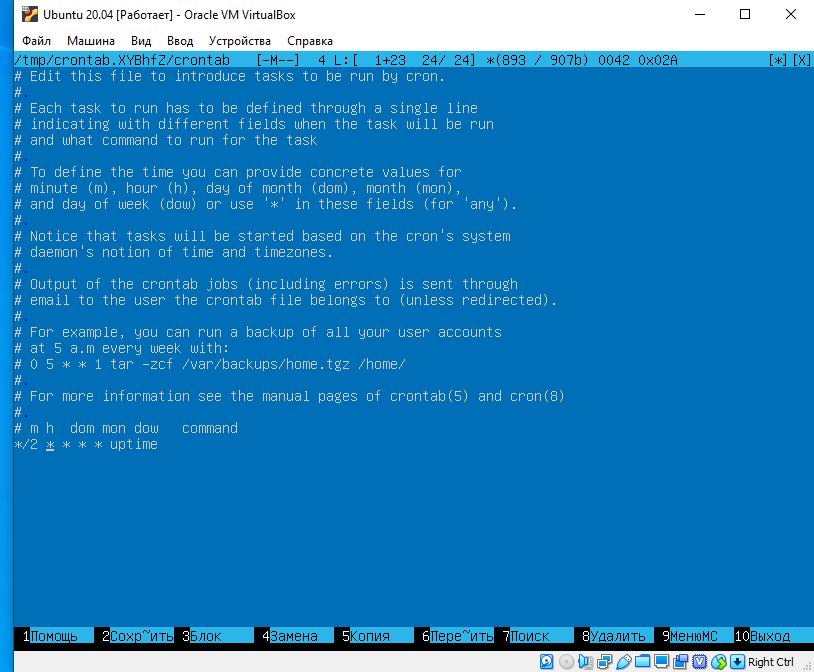 Ubuntu 20.04 [Работает] - Oracle VM VirtualBox
Файл Машина Вид Ввод Устройства Справка
/tmp/crontab.XYBhfZ/crontab [-M--] 4 L:[ 1+23 24/ 24] *(893 / 907b) 0042 0x02A [*][X]
# Edit this file to introduce tasks to be run by cron.
#
# Each task to run has to be defined through a single line
# indicating with different fields when the task will be run
# and what command to run for the task
#
# To define the time you can provide concrete values for
# minute (m), hour (h), day of month (dom), month (mon),
# and day of week (dow) or use '*' in these fields (for 'any').
#
# Notice that tasks will be started based on the cron's system
# daemon's notion of time and timezones.
#
# Output of the crontab jobs (including errors) is sent through
# email to the user the crontab file belongs to (unless redirected).
#
# For example, you can run a backup of all your user accounts
# at 5 a.m every week with:
# 0 5 * * 1 tar -zcf /var/backups/home.tgz /home/
#
# For more information see the manual pages of crontab(5) and cron(8)
#
# m h  dom mon dow   command
*/2 * * * * uptime
1Помощь 2Сохр~ить 3Блок 4Замена 5Копия 6Пере~ить 7Поиск 8Удалить 9МенюMC 10Выход
Right Ctrl